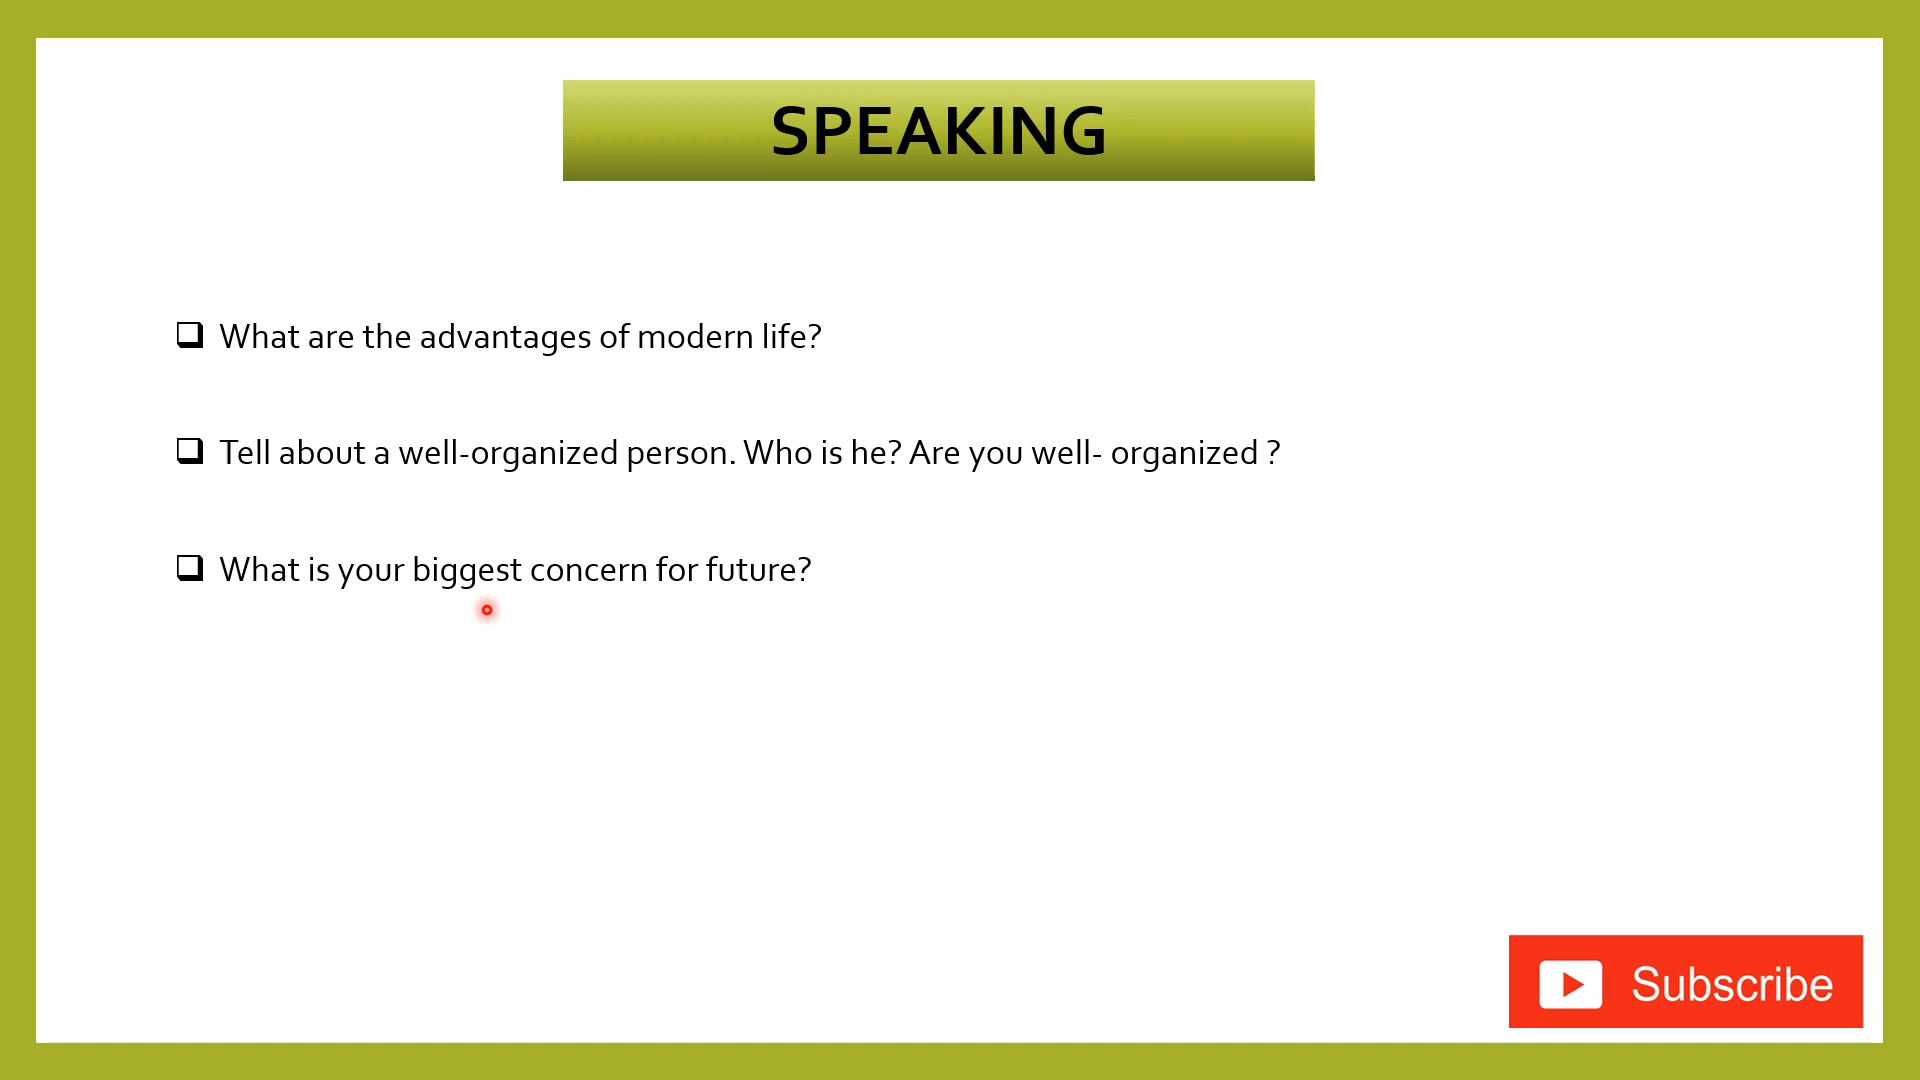 SPEAKING
What are the advantages of modern life?
Tell about a well-organized person. Who is he? Are you well- organized ?
What is your biggest concern for future?
Subscribe